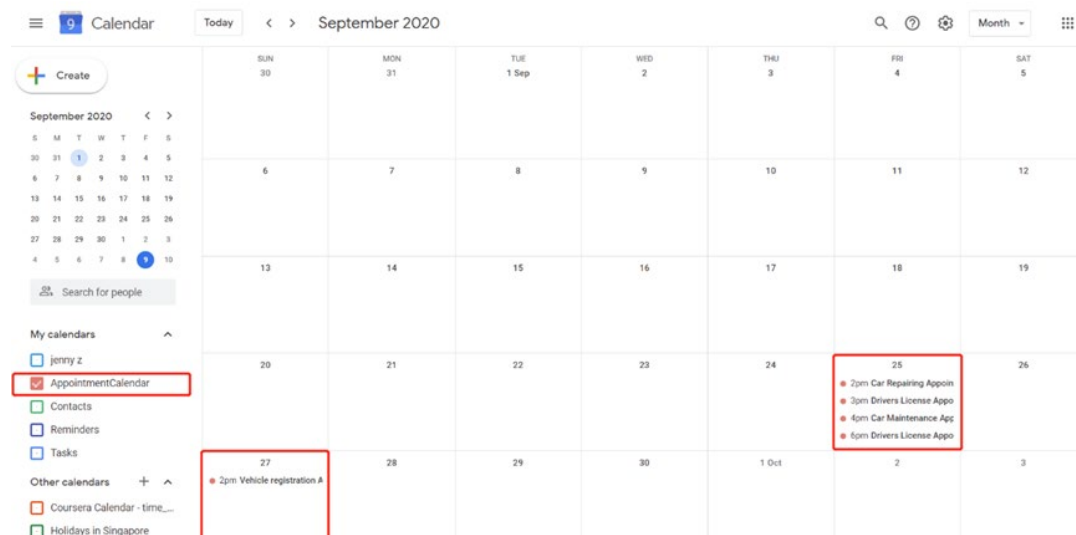 9 Calendar Today September 2020 Month
Create
September 2020
S M T W T F S
30 31 1 2 3 4 5
6 7 8 9 10 11 12
13 14 15 16 17 18 19
20 21 22 23 24 25 26
27 28 29 30 1 2 3
4 5 6 7 8 9 10
Search for people
My calendars
jenny z
AppointmentCalendar
Contacts
Reminders
Tasks
Other calendars
Coursera Calendar - time_...
Holidays in Singapore
SUN MON TUE WED THU FRI SAT
30 31 1 Sep 2 3 4 5
6 7 8 9 10 11 12
13 14 15 16 17 18 19
20 21 22 23 24 25 26
2pm Car Repairing Appoin
3pm Drivers License Appo
4pm Car Maintenance App
6pm Drivers License Appo
27 28 29 30 1 Oct 2 3
2pm Vehicle registration A